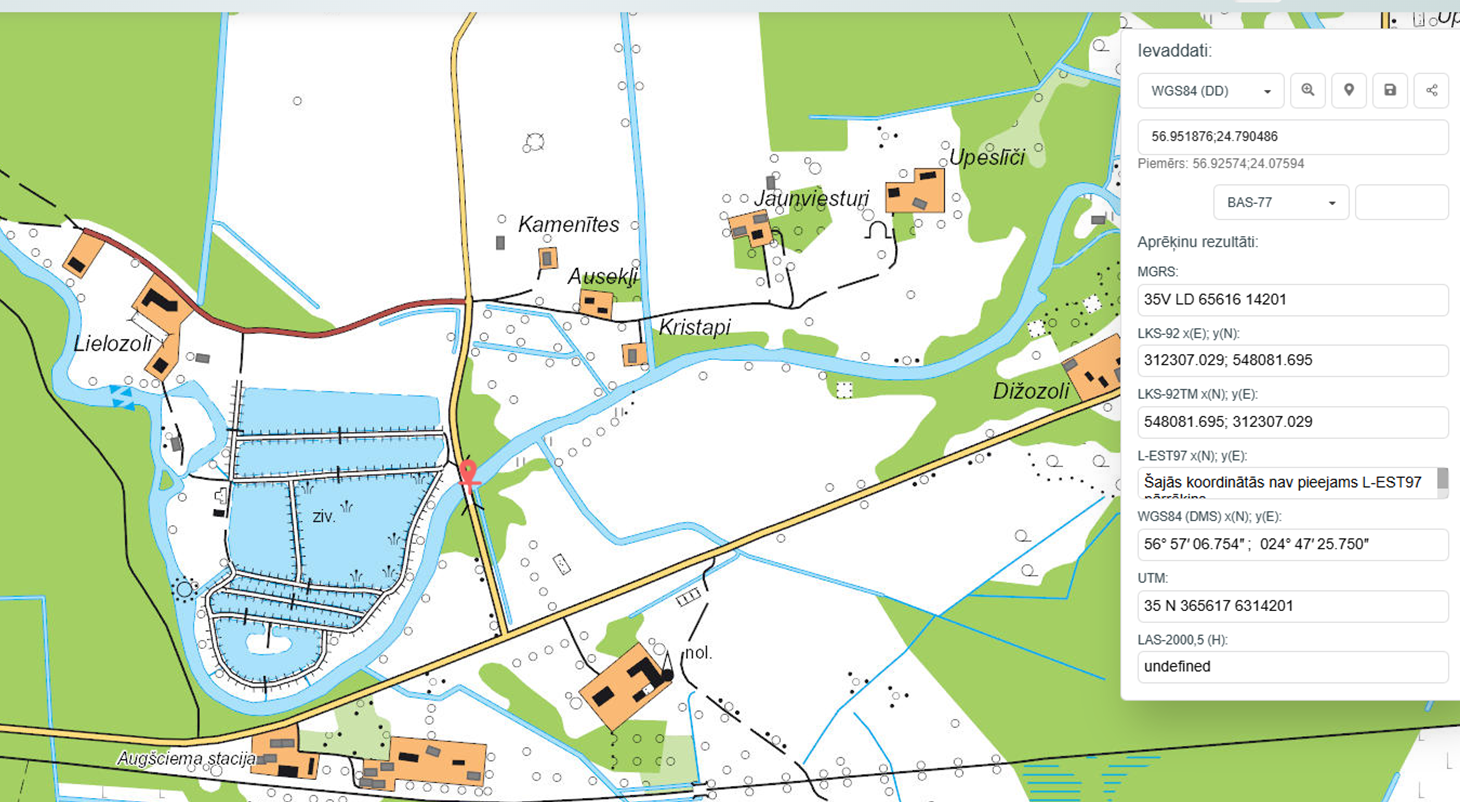 Upeslīči
Jaunviesturi
Kamenītes
Ausekļi
Kristapi
Lielozoli
Dižozoli
ziv.
nol.
Augšciema stacija
Ievaddati:
WGS84 (DD)
56.951876;24.790486
Piemērs: 56.92574;24.07594
BAS-77
Aprēķinu rezultāti:
MGRS:
35V LD 65616 14201
LKS-92 x(E); y(N):
312307.029; 548081.695
LKS-92TM x(N); y(E):
548081.695; 312307.029
L-EST97 x(N); y(E):
Šajās koordinātās nav pieejams L-EST97
WGS84 (DMS) x(N); y(E):
56° 57′ 06.754″ ; 024° 47′ 25.750″
UTM:
35 N 365617 6314201
LAS-2000,5 (H):
undefined